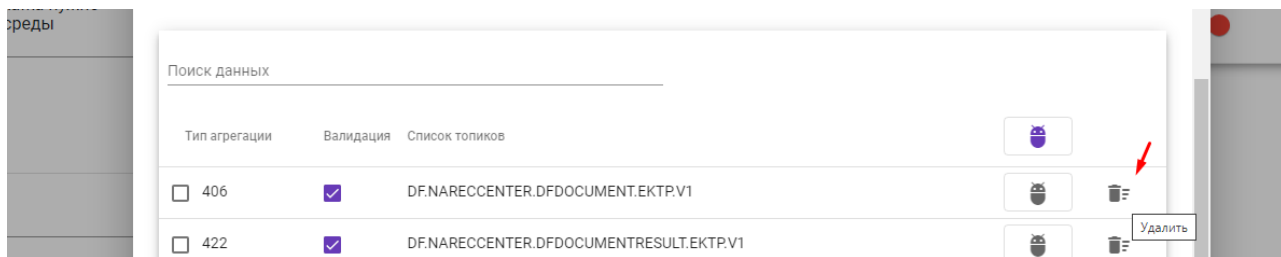 среды
Поиск данных
Тип агрегации Валидация Список топиков
406 DF.NARECCENTER.DFDOCUMENT.EKTP.V1
Удалить
422 DF.NARECCENTER.DFDOCUMENTRESULT.EKTP.V1